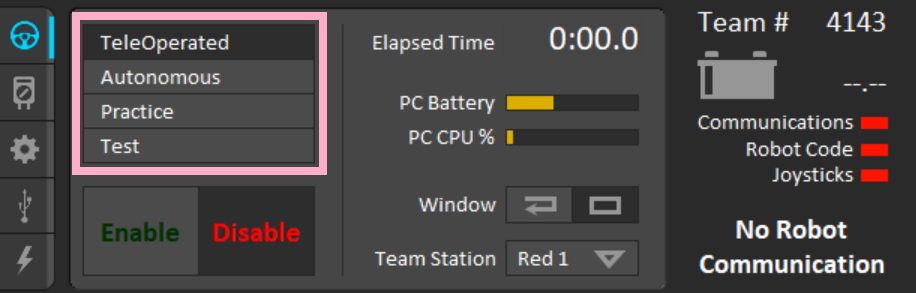 TeleOperated
Autonomous
Practice
Test
Enable
Disable
Elapsed Time 0:00.0
PC Battery
PC CPU %
Window
Team Station Red 1
Team # 4143
--.--
Communications
Robot Code
Joysticks
No Robot
Communication